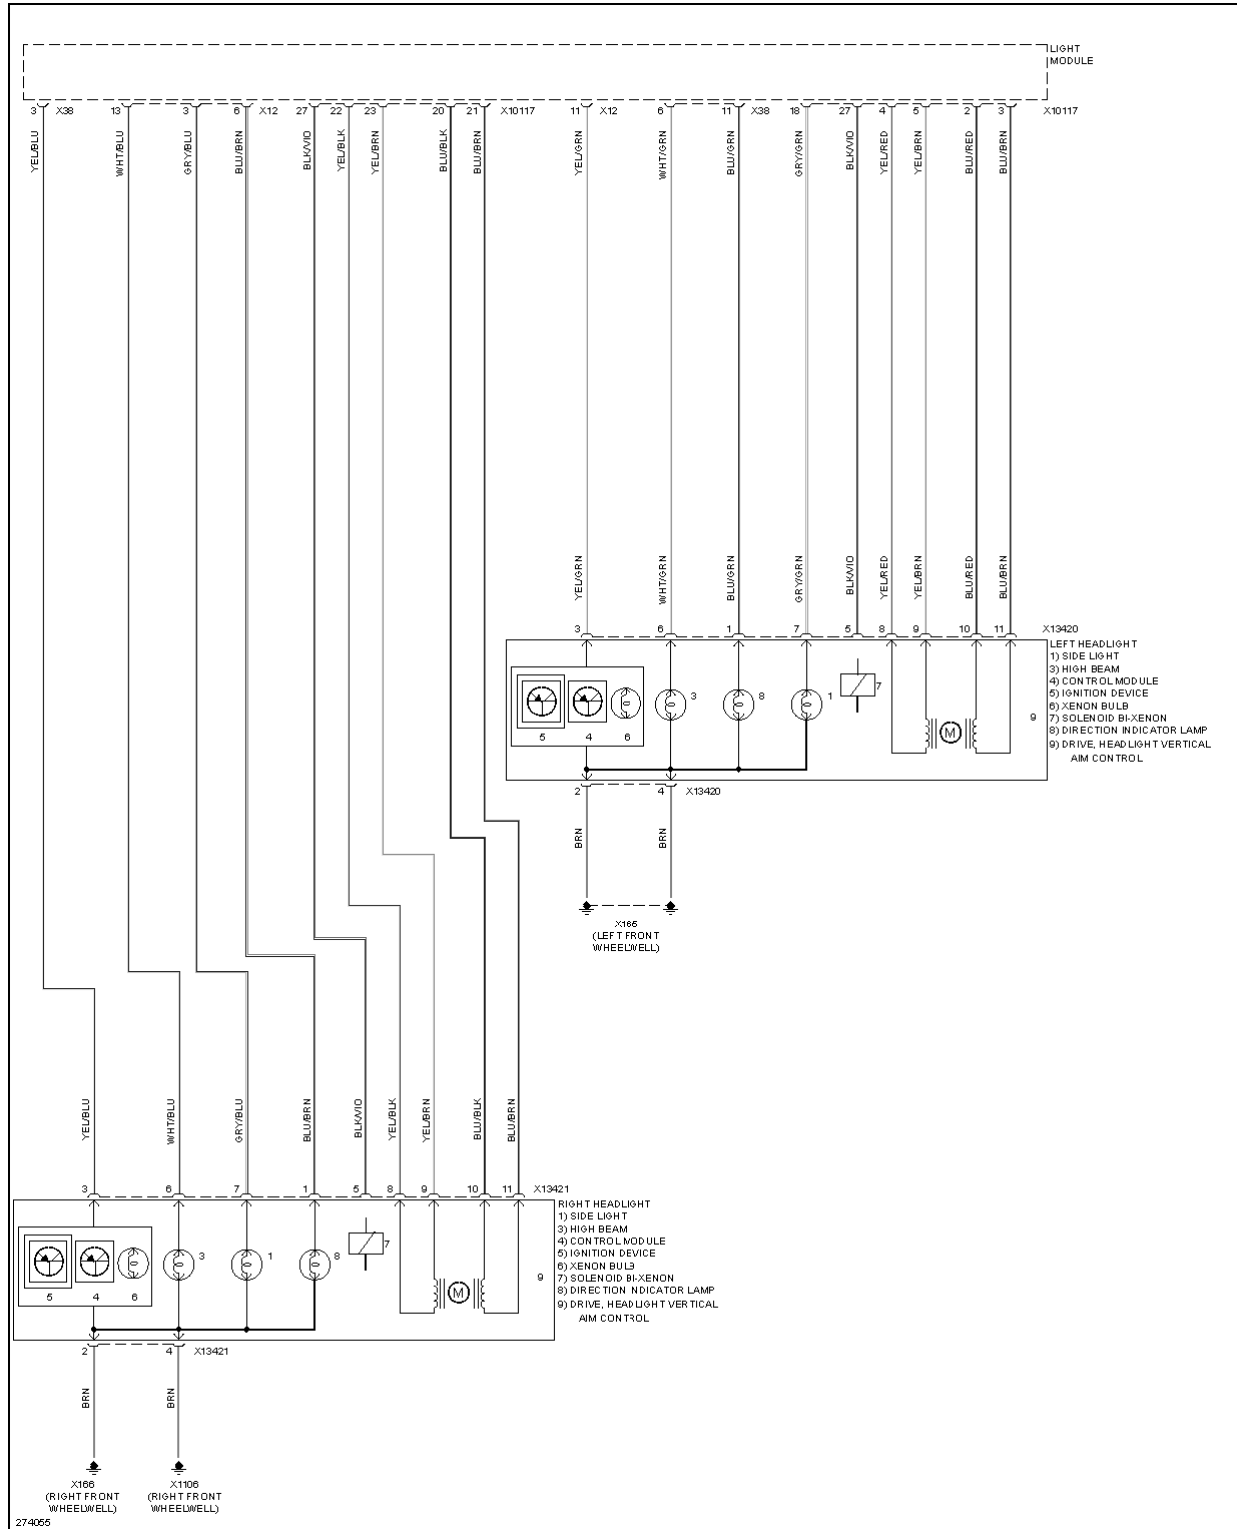 LIGHT
MODULE
3 X38 13 3 6 X12 27 22 23 20 21 X10117 11 X12 6 11 X38 18 27 4 5 2 3 X10117
YEL/BLU WHT/BLU GRY/BLU BLU/BRN BLK/VIO YEL/BLK YEL/BRN BLU/BLK BLU/BRN YEL/GRN WHT/GRN BLU/GRN GRY/GRN BLK/VIO YEL/RED YEL/BRN BLU/RED BLU/BRN
YEL/GRN WHT/GRN BLU/GRN GRY/GRN BLK/VIO YEL/RED YEL/BRN BLU/RED BLU/BRN
3 6 1 7 5 8 9 10 11 X13420
LEFT HEADLIGHT
1) SIDE LIGHT
3) HIGH BEAM
4) CONTROL MODULE
5) IGNITION DEVICE
6) XENON BULB
7) SOLENOID BI-XENON
8) DIRECTION INDICATOR LAMP
9) DRIVE, HEADLIGHT VERTICAL
AIM CONTROL
3 8 1 7
9
M
5 4 6
2 4 X13420
BRN BRN
X165
(LEFT FRONT
WHEELWELL)
YEL/BLU WHT/BLU GRY/BLU BLU/BRN BLK/VIO YEL/BLK YEL/BRN BLU/BLK BLU/BRN
3 6 7 1 5 8 9 10 11 X13421
RIGHT HEADLIGHT
1) SIDE LIGHT
3) HIGH BEAM
4) CONTROL MODULE
5) IGNITION DEVICE
6) XENON BULB
7) SOLENOID BI-XENON
8) DIRECTION INDICATOR LAMP
9) DRIVE, HEADLIGHT VERTICAL
AIM CONTROL
3 1 8 7
9
M
5 4 6
2 4 X13421
BRN BRN
X166
(RIGHT FRONT
WHEELWELL)
X1106
(RIGHT FRONT
WHEELWELL)
274055